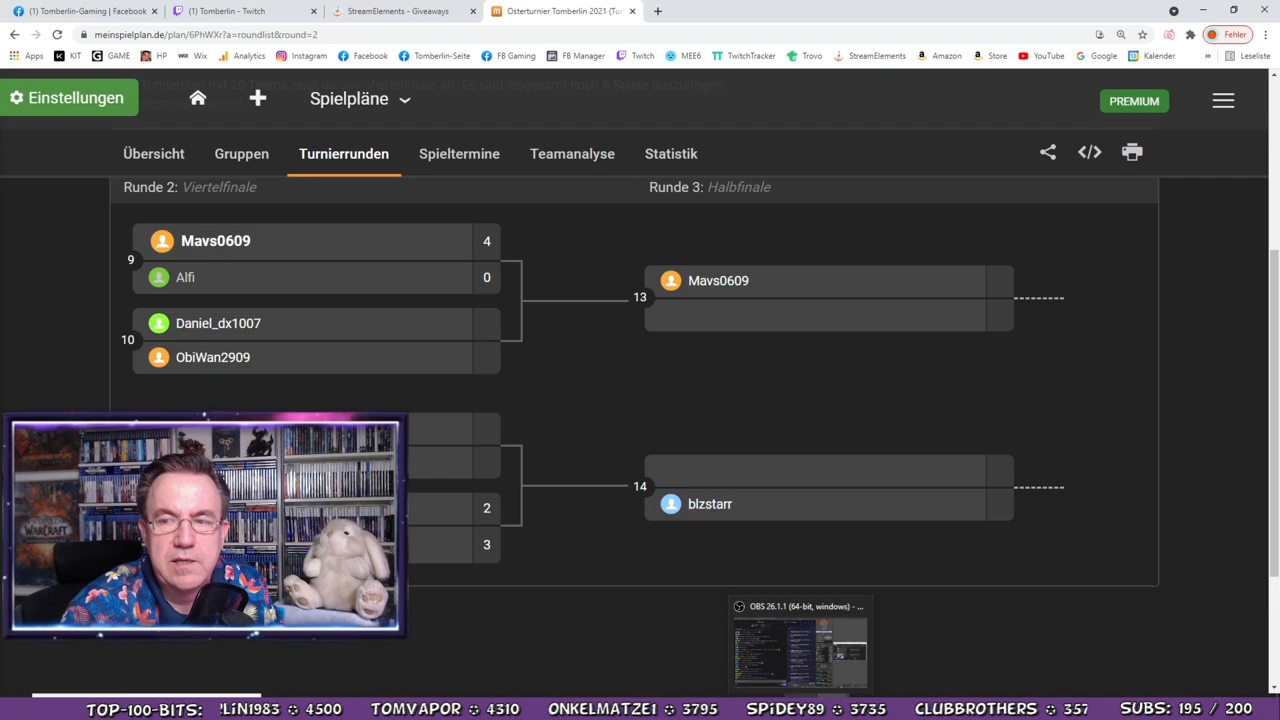 (1) Tomberlin-Gaming | Facebook
(1) Tomberlin - Twitch
StreamElements - Giveaways
Osterturnier Tomberlin 2021 (Tu
meinspielplan.de/plan/6PhWXr?a=roundlist&round=2
Fehler
Apps
KIT
GAME
HP
Wix
Analytics
Instagram
Facebook
Tomberlin-Seite
FB Gaming
FB Manager
Twitch
MEE6
TwitchTracker
Trovo
StreamElements
Amazon
Store
YouTube
Google
Kalender
»
Leseliste
Einstellungen
Spielpläne
PREMIUM
Übersicht
Gruppen
Turnierrunden
Spieltermine
Teamanalyse
Statistik
Runde 2: Viertelfinale
Runde 3: Halbfinale
Mavs0609 4
9
Alfi 0
Daniel_dx1007
10
ObiWan2909
Mavs0609
13
14
blzstarr
2
3
WARCRAFT
OBS 26.1.1 (64-bit, windows) - ...
TOP-100-BITS: LIN1983 4500 TOMVAPOR 4310 ONKELMATZE1 3795 SPIDEY89 3735 CLUBBROTHERS 357 SUBS: 195 / 200